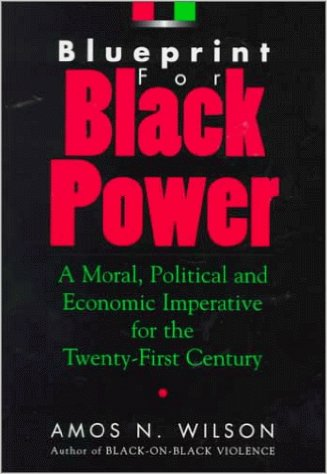 Blueprint
For
Black
Power
A Moral, Political and
Economic Imperative
for the
Twenty-First Century
AMOS N. WILSON
Author of BLACK-ON-BLACK VIOLENCE